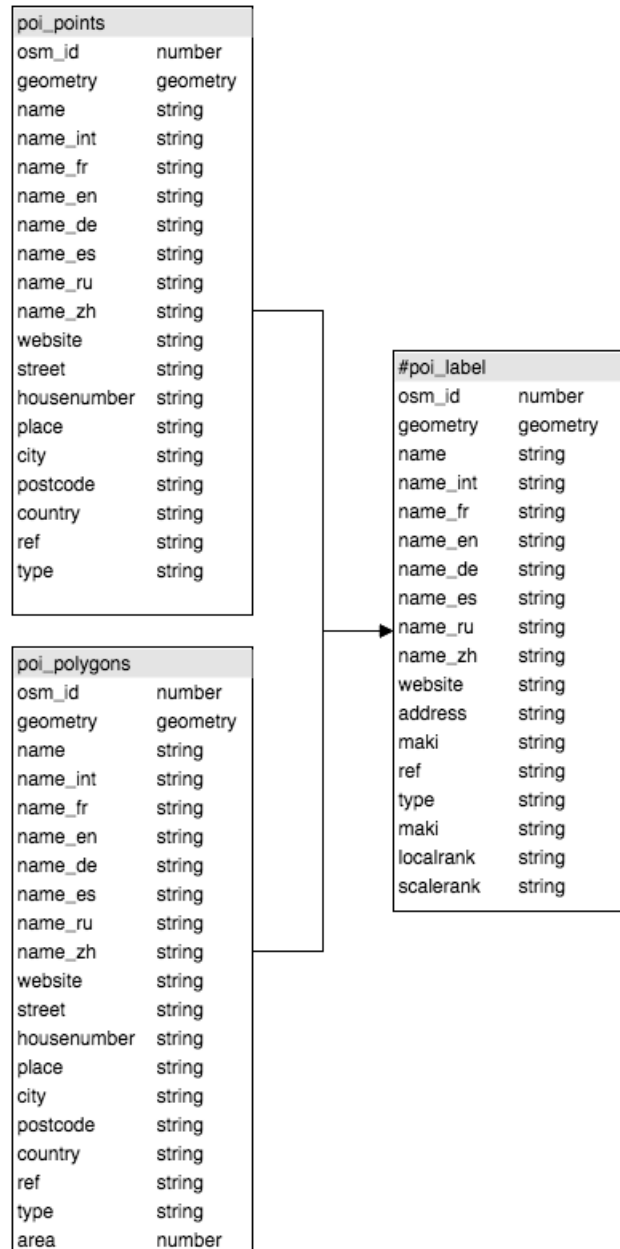 poi_points
osm_id number
geometry geometry
name string
name_int string
name_fr string
name_en string
name_de string
name_es string
name_ru string
name_zh string
website string
street string
housenumber string
place string
city string
postcode string
country string
ref string
type string
poi_polygons
osm_id number
geometry geometry
name string
name_int string
name_fr string
name_en string
name_de string
name_es string
name_ru string
name_zh string
website string
street string
housenumber string
place string
city string
postcode string
country string
ref string
type string
area number
#poi_label
osm_id number
geometry geometry
name string
name_int string
name_fr string
name_en string
name_de string
name_es string
name_ru string
name_zh string
website string
address string
maki string
ref string
type string
maki string
localrank string
scalerank string